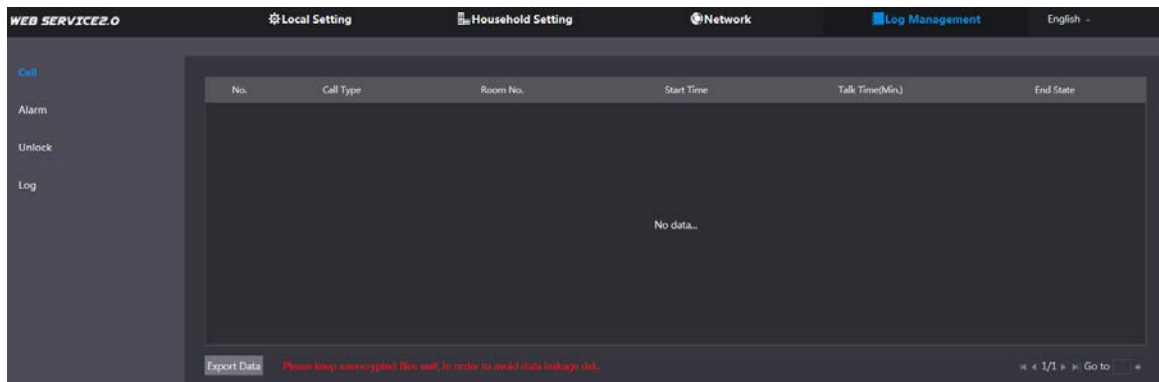 WEB SERVICE2.0 Local Setting Household Setting Network Log Management English
Call
Alarm
Unlock
Log
No. Call Type Room No. Start Time Talk Time(Min.) End State
No data...
Export Data Please keep unencrypted files well, in order to avoid data leakage risk. 1/1 Go to